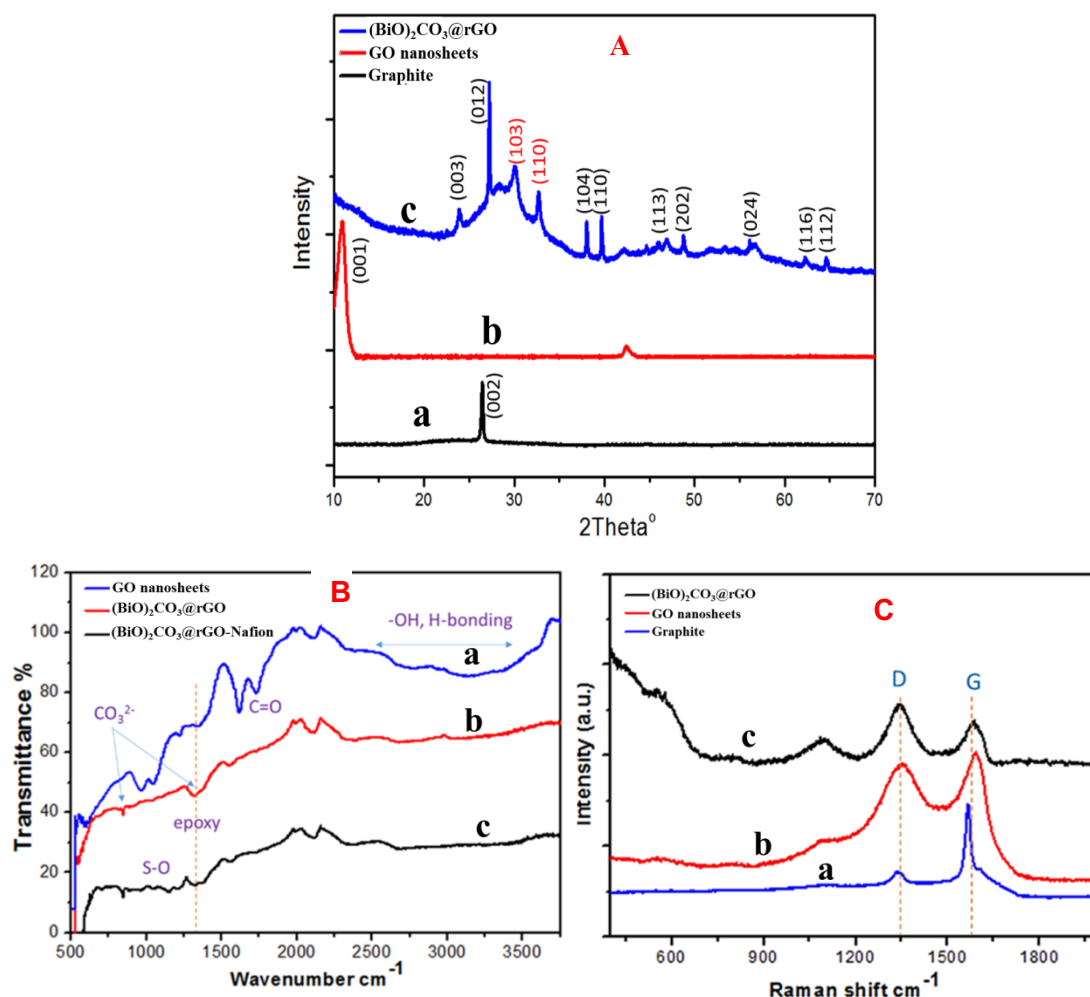 (BiO)₂CO₃@rGO
GO nanosheets
Graphite
A
(003)
(012)
(103)
(110)
(104)
(110)
(113)
(202)
(024)
(116)
(112)
c
(001)
b
a
(002)
Intensity
10 20 30 40 50 60 70
2Theta°
120
100
80
60
40
20
0
Transmittance %
GO nanosheets
(BiO)₂CO₃@rGO
(BiO)₂CO₃@rGO-Nafion
B
-OH, H-bonding
a
C=O
CO₃²⁻
b
epoxy
c
S-O
500 1000 1500 2000 2500 3000 3500
Wavenumber cm⁻¹
(BiO)₂CO₃@rGO
GO nanosheets
Graphite
C
D G
c
b
a
Intensity (a.u.)
600 900 1200 1500 1800
Raman shift cm⁻¹